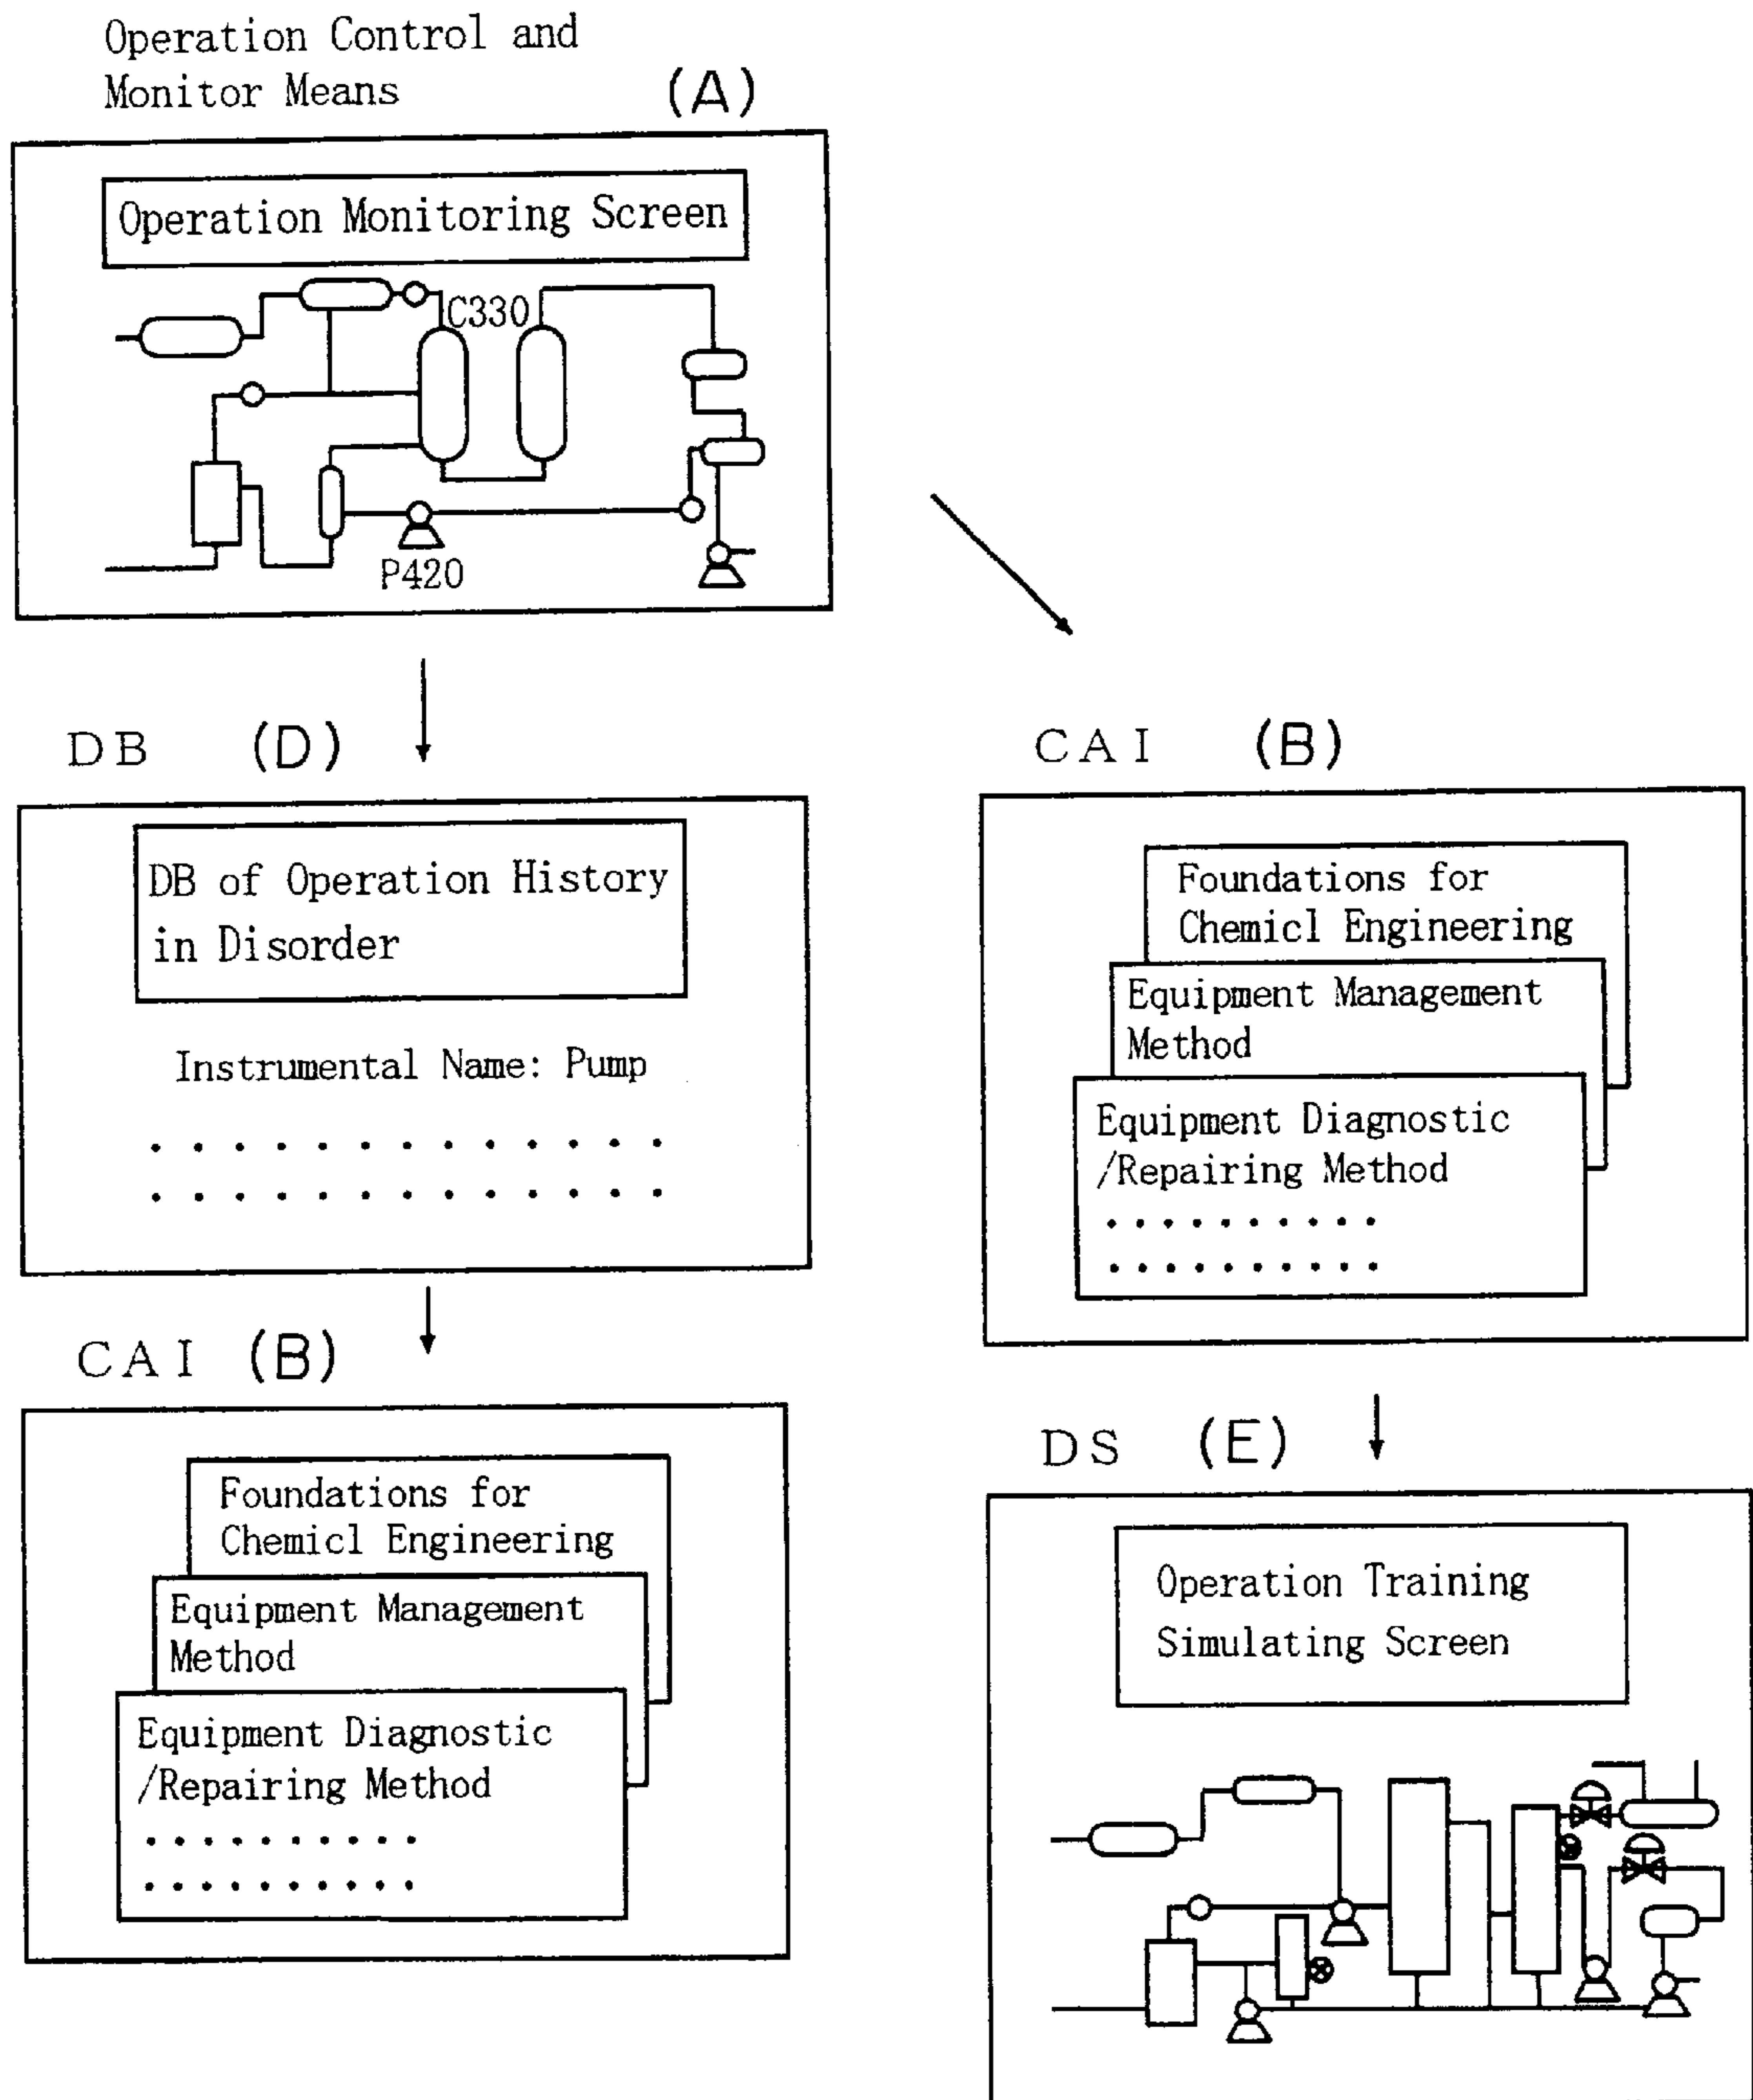 Operation Control and
Monitor Means
(A)
Operation Monitoring Screen
C330
P420
DB (D)
DB of Operation History
in Disorder
Instrumental Name: Pump
CAI (B)
Foundations for
Chemicl Engineering
Equipment Management
Method
Equipment Diagnostic
/Repairing Method
CAI (B)
Foundations for
Chemicl Engineering
Equipment Management
Method
Equipment Diagnostic
/Repairing Method
DS (E)
Operation Training
Simulating Screen